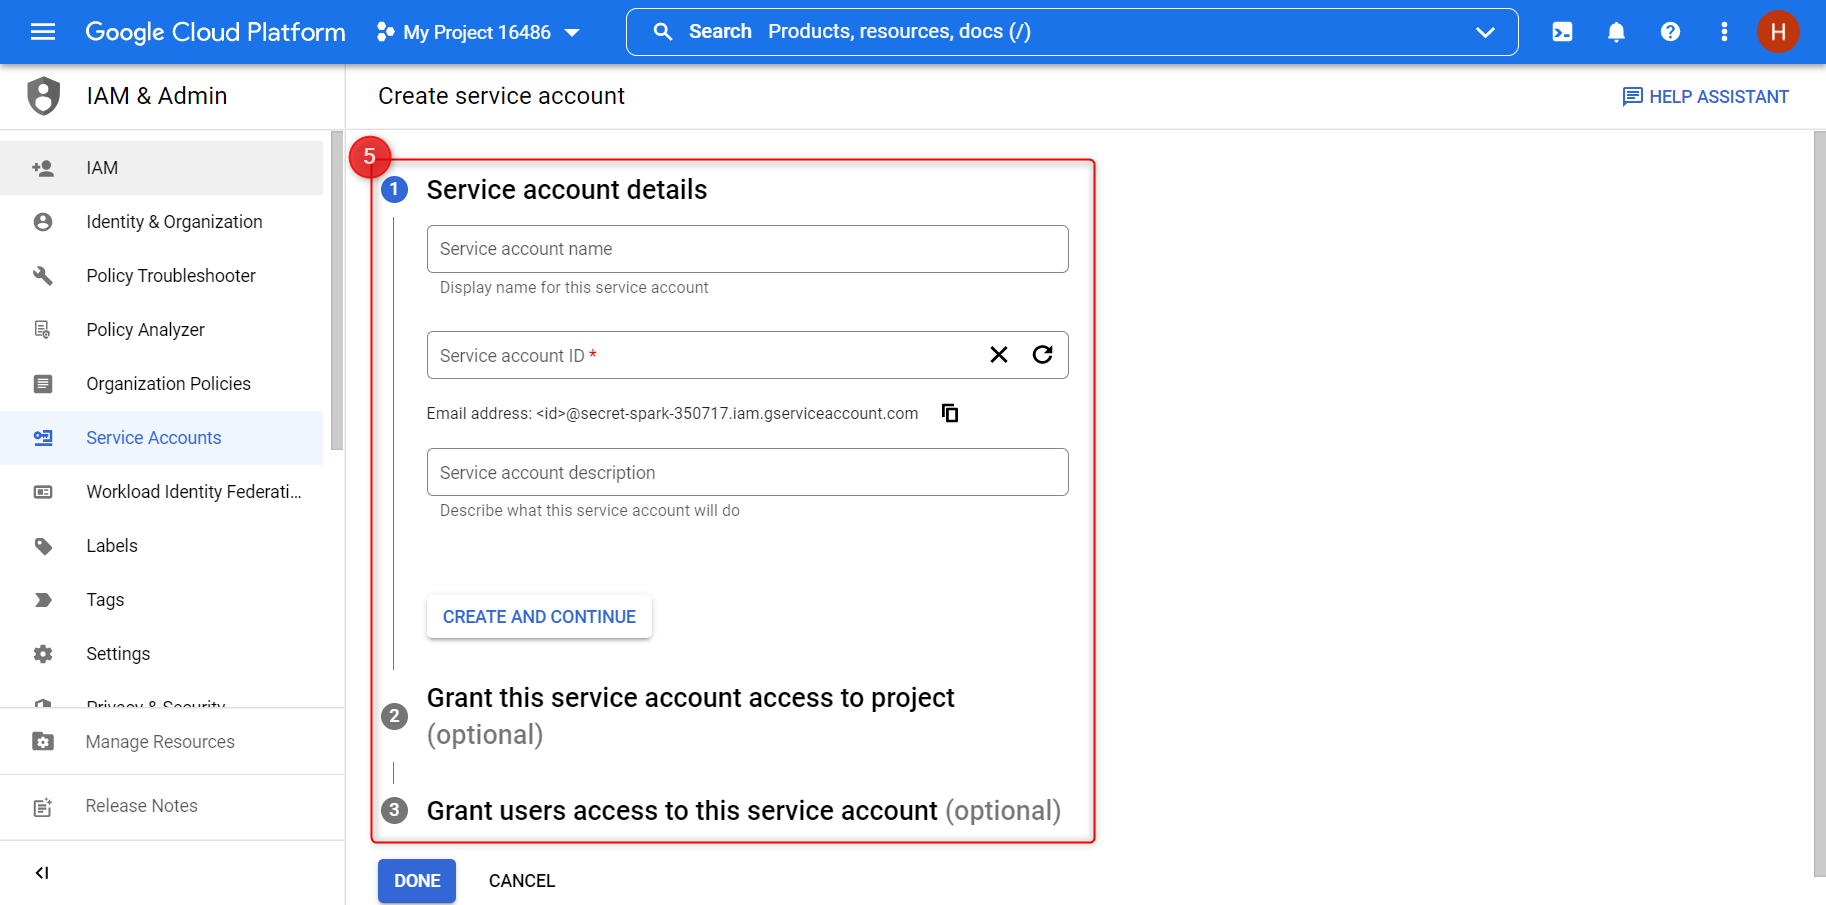 Google Cloud Platform
My Project 16486
Search Products, resources, docs (/)
H
IAM & Admin
Create service account
HELP ASSISTANT
IAM
Identity & Organization
Policy Troubleshooter
Policy Analyzer
Organization Policies
Service Accounts
Workload Identity Federati...
Labels
Tags
Settings
Privacy & Security
Manage Resources
Release Notes
5
1 Service account details
Service account name
Display name for this service account
Service account ID *
Email address: <id>@secret-spark-350717.iam.gserviceaccount.com
Service account description
Describe what this service account will do
CREATE AND CONTINUE
2 Grant this service account access to project
(optional)
3 Grant users access to this service account (optional)
DONE CANCEL